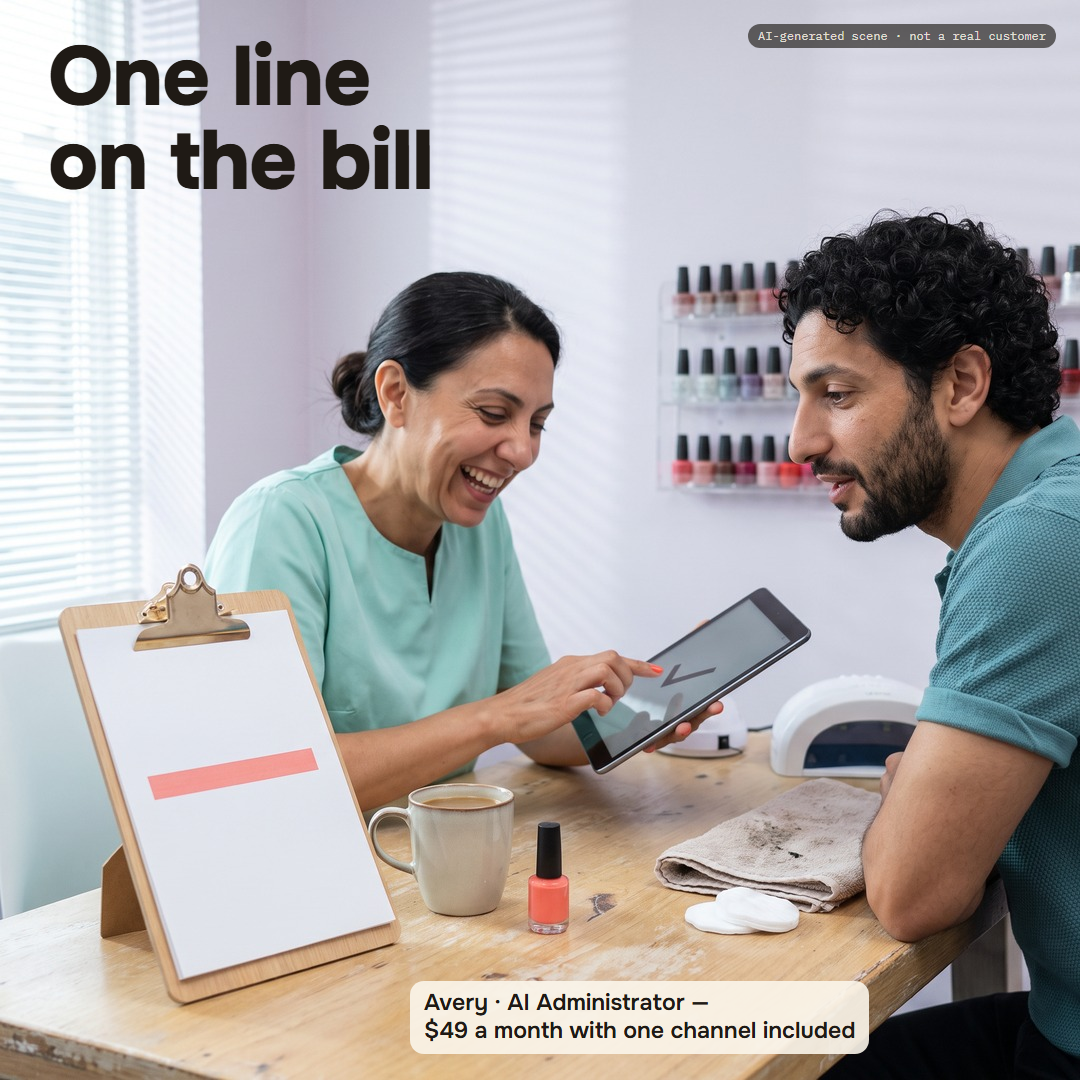 One line
on the bill
AI-generated scene · not a real customer
Avery · AI Administrator —
$49 a month with one channel included